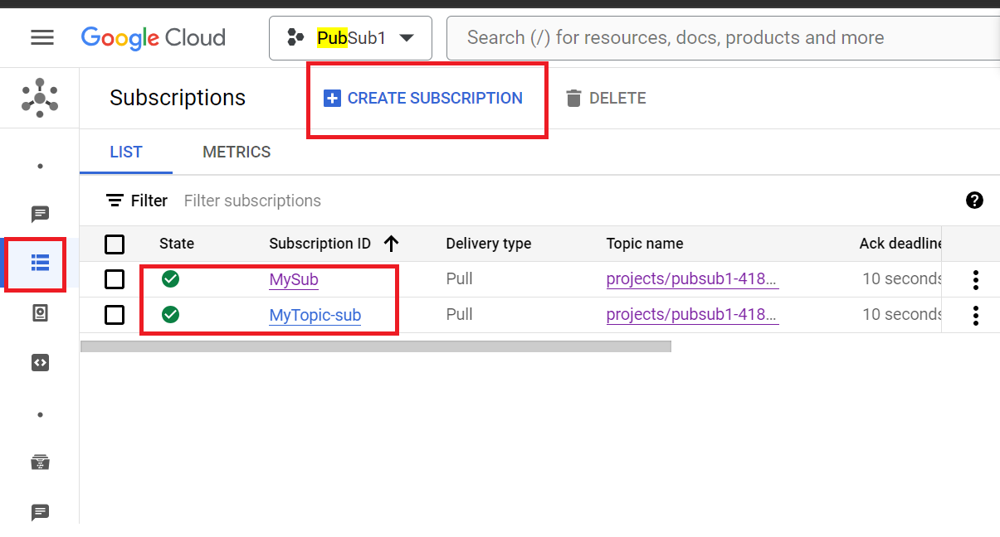 Google Cloud PubSub1 Search (/) for resources, docs, products and more
Subscriptions CREATE SUBSCRIPTION DELETE
LIST METRICS
Filter Filter subscriptions
State Subscription ID Delivery type Topic name Ack deadline
MySub Pull projects/pubsub1-418... 10 seconds
MyTopic-sub Pull projects/pubsub1-418... 10 seconds